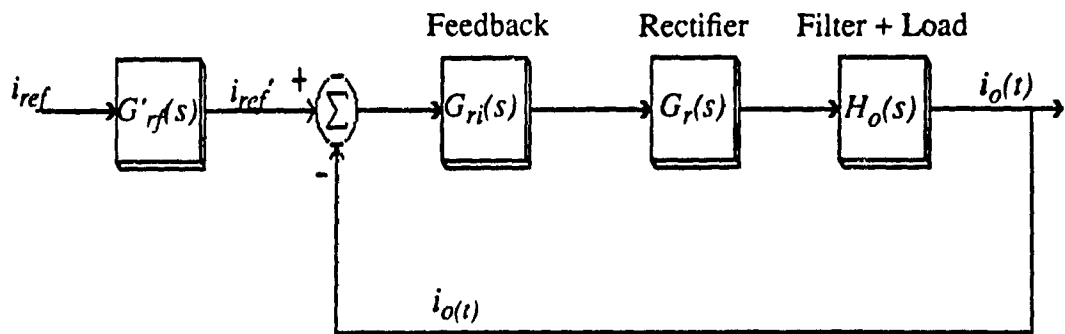 Feedback Rectifier Filter + Load
i_ref G'_rf(s) i_ref' + Σ G_ri(s) G_r(s) H_o(s) i_o(t)
-
i_o(t)